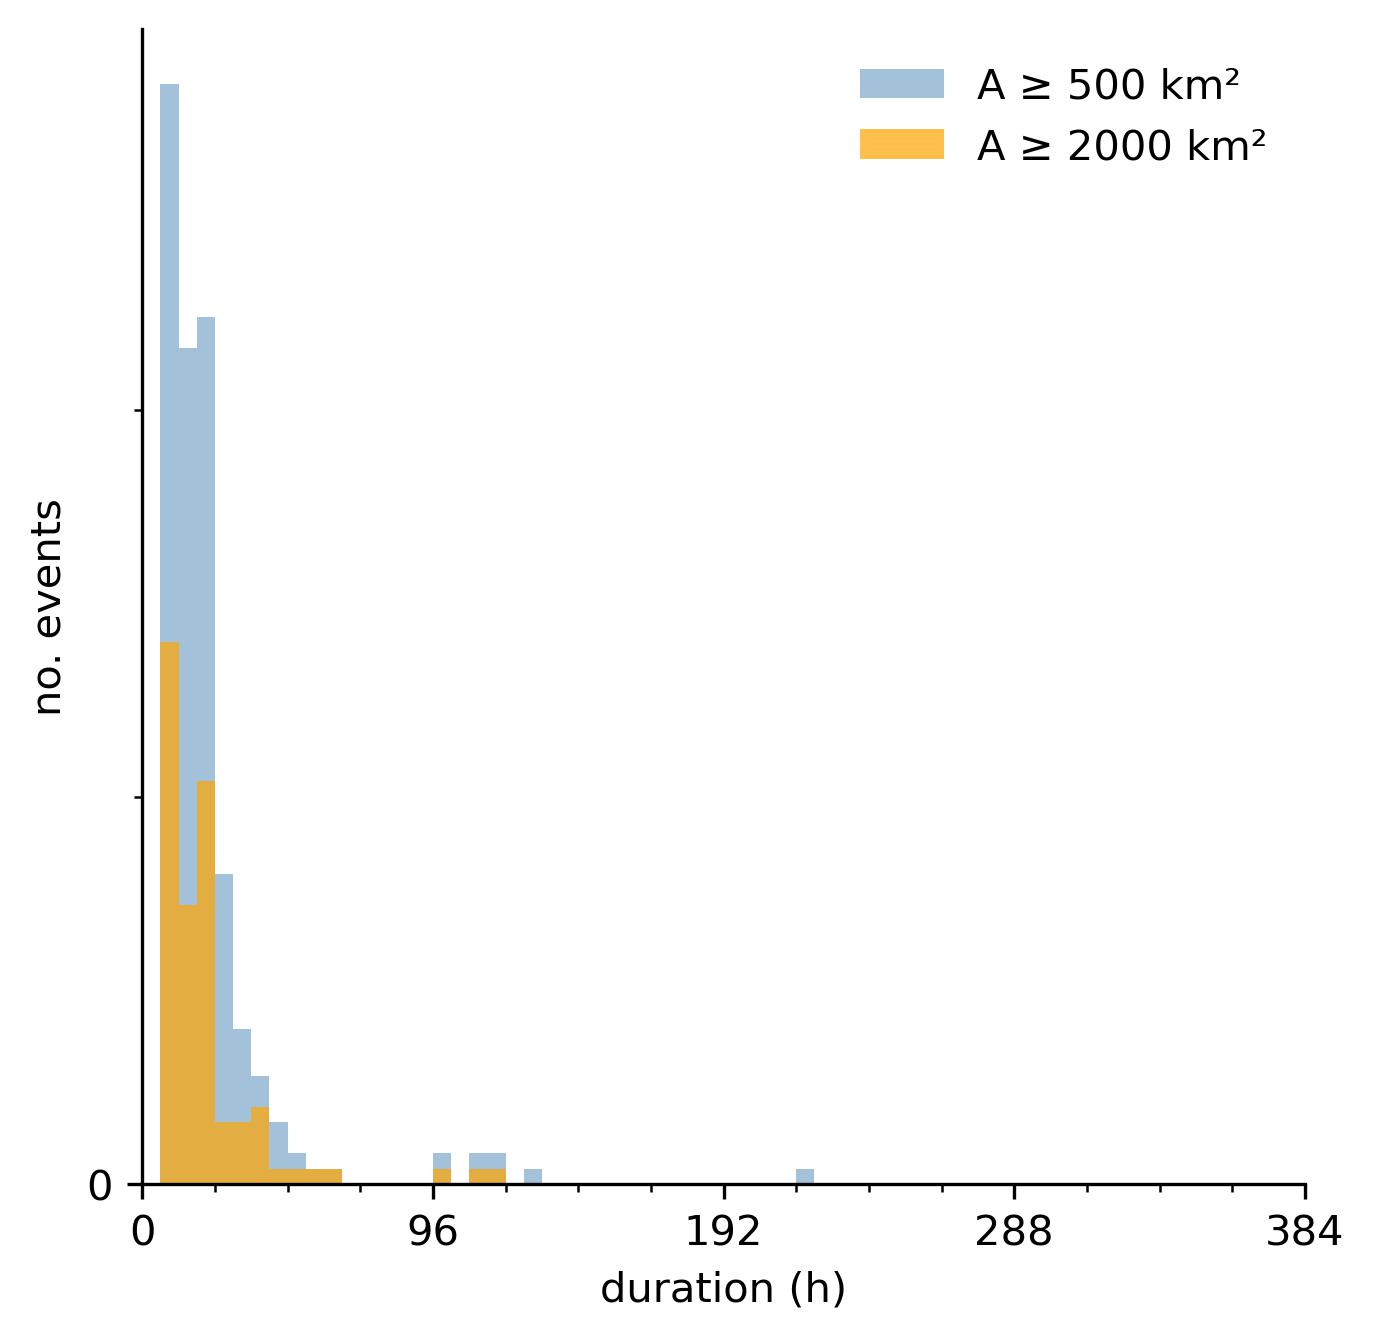 A ≥ 500 km²
A ≥ 2000 km²
no. events
0
0 96 192 288 384
duration (h)